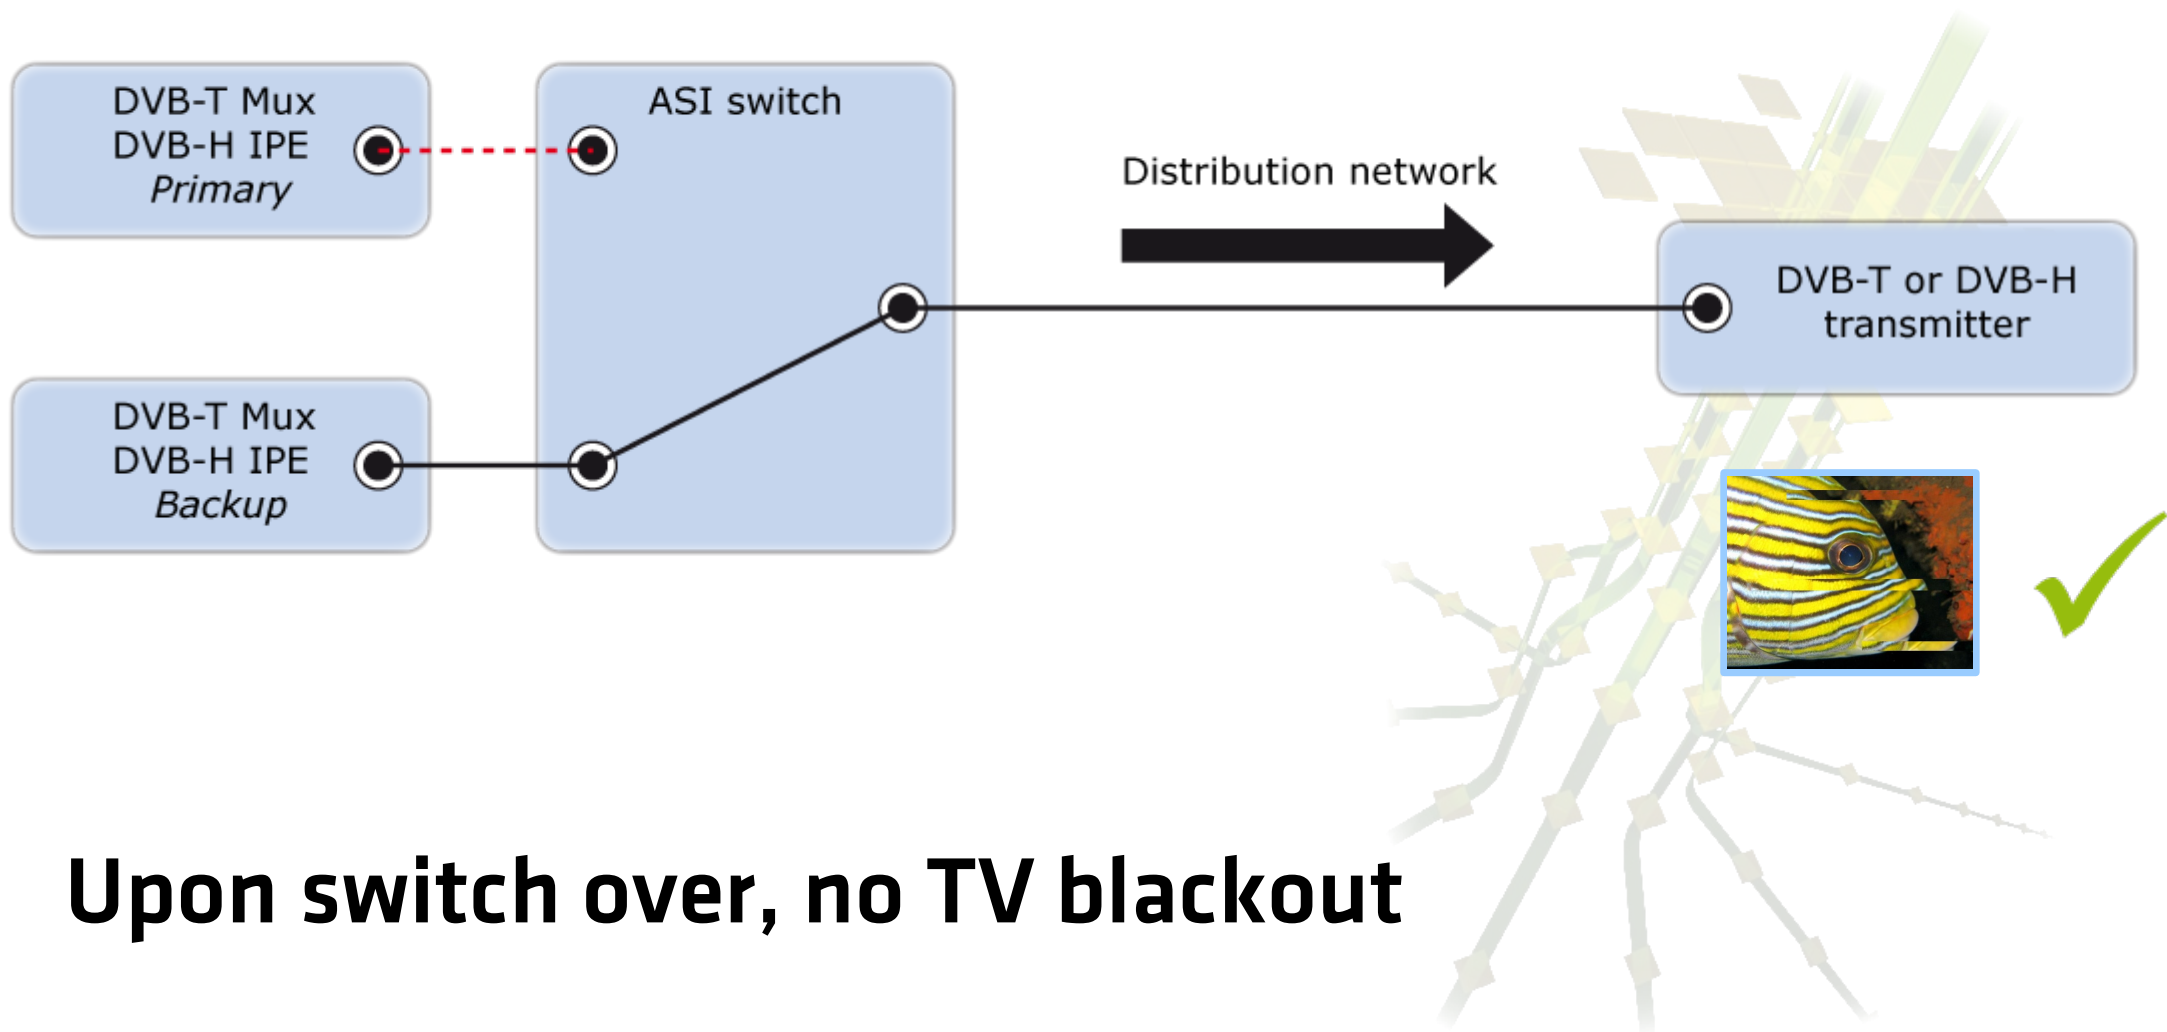 DVB-T Mux
DVB-H IPE
Primary
ASI switch
Distribution network
DVB-T or DVB-H
transmitter
DVB-T Mux
DVB-H IPE
Backup
Upon switch over, no TV blackout